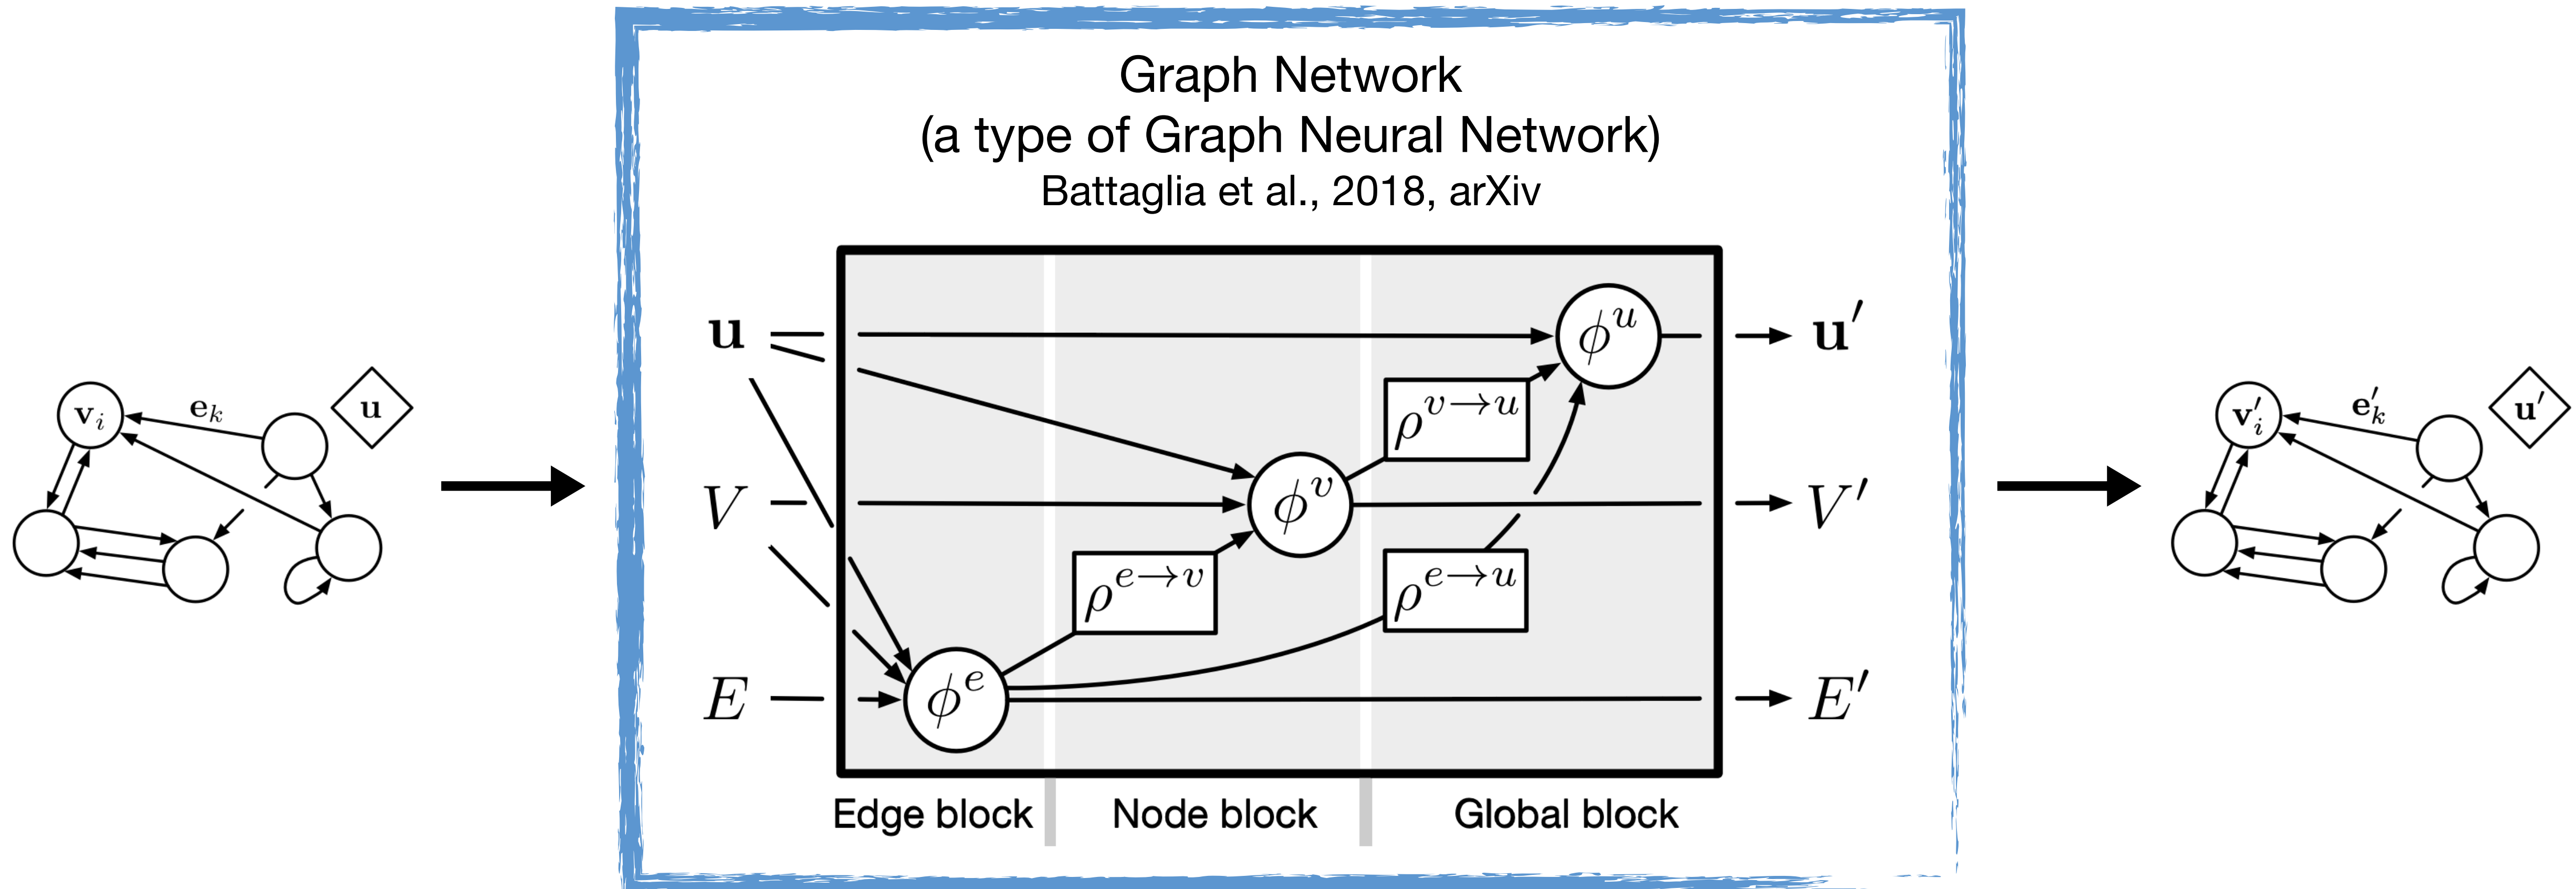 Graph Network
(a type of Graph Neural Network)
Battaglia et al., 2018, arXiv
v_i
e_k
u
u
V
E
ϕ^u
ρ^{v→u}
ϕ^v
ρ^{e→v}
ρ^{e→u}
ϕ^e
u′
V′
E′
Edge block
Node block
Global block
v′_i
e′_k
u′